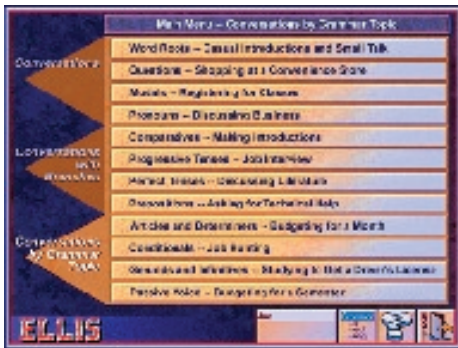 Main Menu – Conversations by Grammar Topic
Conversations
Word Roots – Casual Introductions and Small Talk
Questions – Shopping at a Convenience Store
Modals – Registering for Classes
Pronouns – Discussing Business
Comparatives – Making Introductions
Conversations
with
Branches
Progressive Tenses – Job Interview
Perfect Tenses – Discussing Literature
Prepositions – Asking for Technical Help
Articles and Determiners – Budgeting for a Month
Conversations
by Grammar
Topic
Conditionals – Job Hunting
Gerunds and Infinitives – Studying to Get a Driver's License
Passive Voice – Budgeting for a Semester
ELLIS